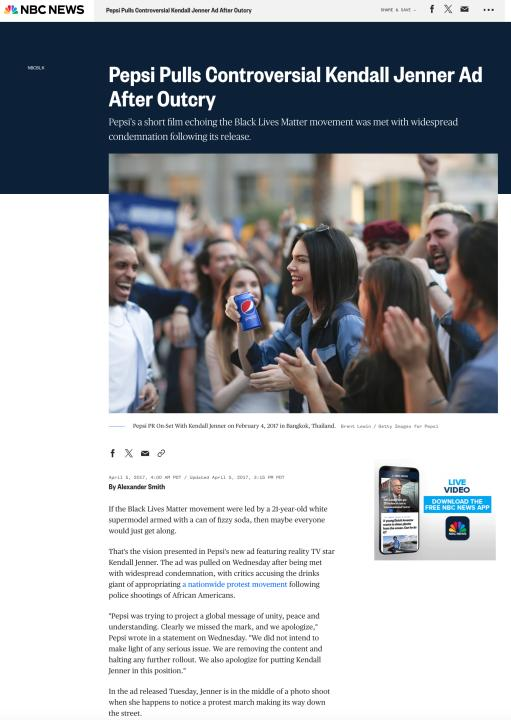 NBC NEWS
Pepsi Pulls Controversial Kendall Jenner Ad After Outcry
SHARE & SAVE —
NBCBLK
Pepsi Pulls Controversial Kendall Jenner Ad
After Outcry
Pepsi's a short film echoing the Black Lives Matter movement was met with widespread
condemnation following its release.
pepsi
Pepsi PR On-Set With Kendall Jenner on February 4, 2017 in Bangkok, Thailand. Brent Lewin / Getty Images for Pepsi
April 5, 2017, 4:00 AM PDT / Updated April 5, 2017, 3:15 PM PDT
By Alexander Smith
LIVE
VIDEO
DOWNLOAD THE
FREE NBC NEWS APP
NBC NEWS
If the Black Lives Matter movement were led by a 21-year-old white
supermodel armed with a can of fizzy soda, then maybe everyone
would just get along.
That's the vision presented in Pepsi's new ad featuring reality TV star
Kendall Jenner. The ad was pulled on Wednesday after being met
with widespread condemnation, with critics accusing the drinks
giant of appropriating a nationwide protest movement following
police shootings of African Americans.
"Pepsi was trying to project a global message of unity, peace and
understanding. Clearly we missed the mark, and we apologize,"
Pepsi wrote in a statement on Wednesday. "We did not intend to
make light of any serious issue. We are removing the content and
halting any further rollout. We also apologize for putting Kendall
Jenner in this position."
In the ad released Tuesday, Jenner is in the middle of a photo shoot
when she happens to notice a protest march making its way down
the street.